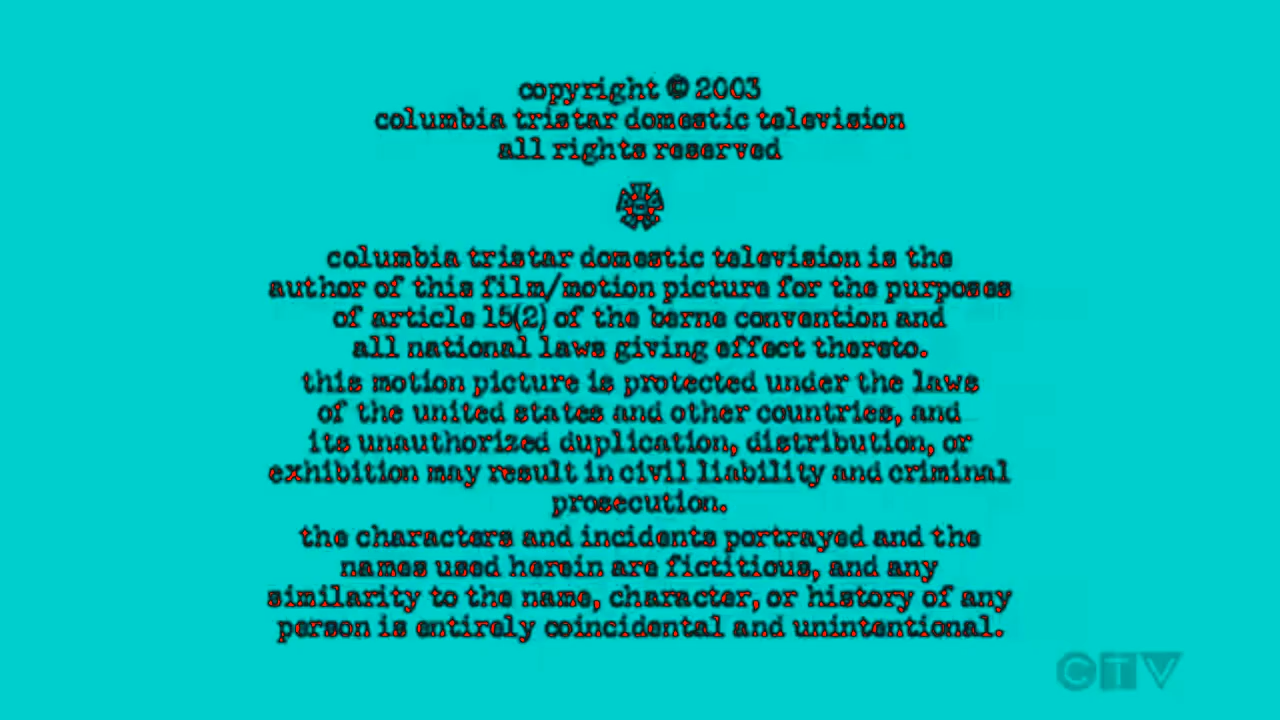 copyright © 2003
columbia tristar domestic television
all rights reserved
columbia tristar domestic television is the
author of this film/motion picture for the purposes
of article 15(2) of the berne convention and
all national laws giving effect thereto.
this motion picture is protected under the laws
of the united states and other countries, and
its unauthorized duplication, distribution, or
exhibition may result in civil liability and criminal
prosecution.
the characters and incidents portrayed and the
names used herein are fictitious, and any
similarity to the name, character, or history of any
person is entirely coincidental and unintentional.
CTV